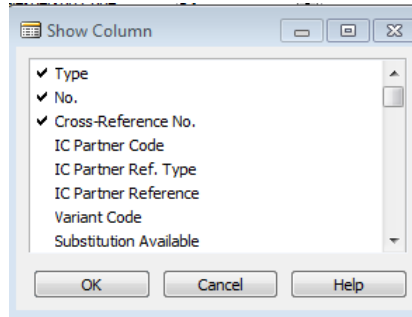 Show Column
Type
No.
Cross-Reference No.
IC Partner Code
IC Partner Ref. Type
IC Partner Reference
Variant Code
Substitution Available
OK Cancel Help